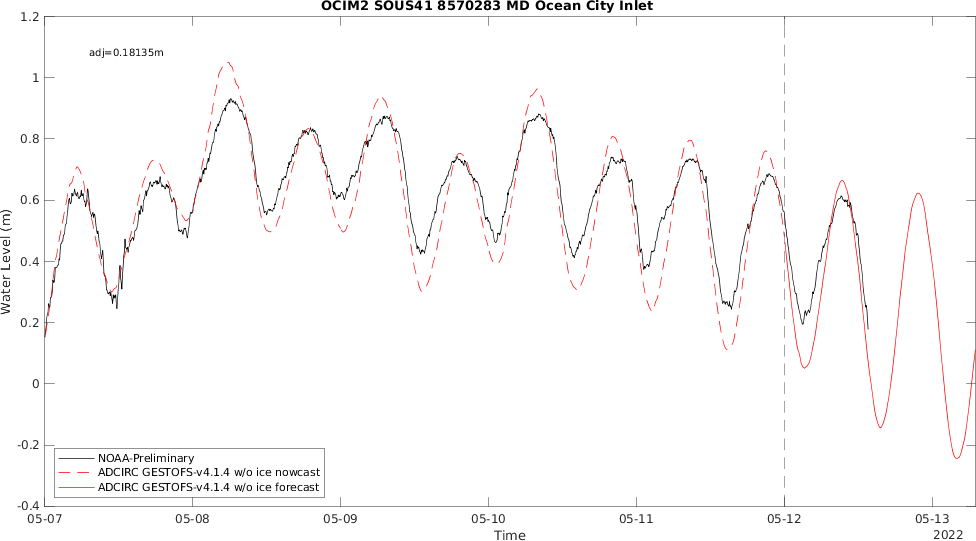 OCIM2 SOUS41 8570283 MD Ocean City Inlet
adj=0.18135m
1.2
1
0.8
0.6
0.4
0.2
0
-0.2
-0.4
Water Level (m)
NOAA-Preliminary
ADCIRC GESTOFS-v4.1.4 w/o ice nowcast
ADCIRC GESTOFS-v4.1.4 w/o ice forecast
05-07 05-08 05-09 05-10 05-11 05-12 05-13
Time
2022